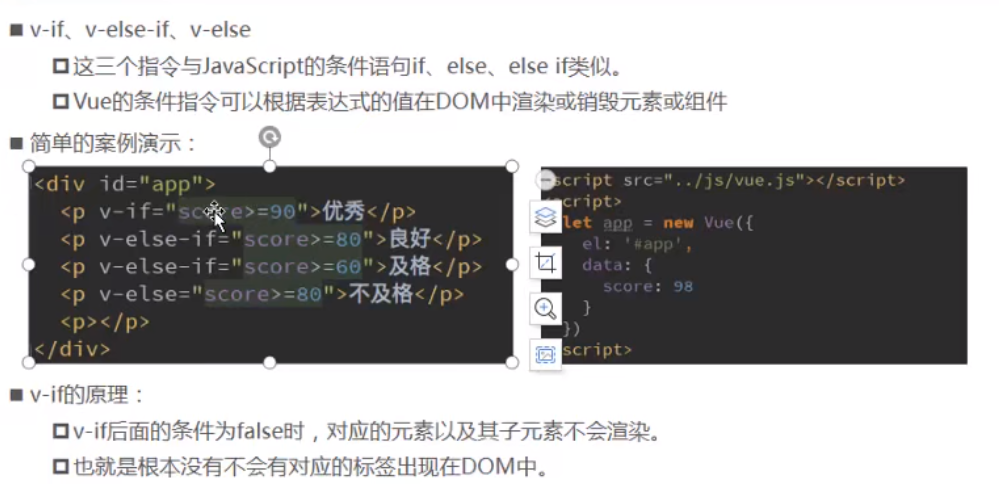 v-if、v-else-if、v-else
这三个指令与JavaScript的条件语句if、else、else if类似。
Vue的条件指令可以根据表达式的值在DOM中渲染或销毁元素或组件
简单的案例演示：
<div id="app">
<p v-if="score>=90">优秀</p>
<p v-else-if="score>=80">良好</p>
<p v-else-if="score>=60">及格</p>
<p v-else="score>=80">不及格</p>
<p></p>
</div>
script src="../js/vue.js"></script>
script>
let app = new Vue({
el: '#app',
data: {
score: 98
}
})
script>
v-if的原理：
v-if后面的条件为false时，对应的元素以及其子元素不会渲染。
也就是根本没有不会有对应的标签出现在DOM中。